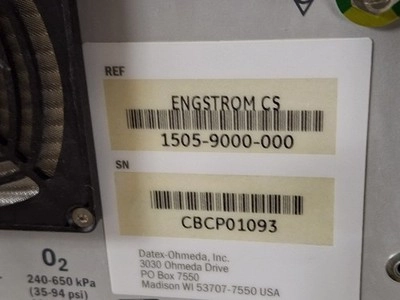 REF
ENGSTROM CS
1505-9000-000
SN
CBCP01093
Datex-Ohmeda, Inc.
3030 Ohmeda Drive
PO Box 7550
Madison WI 53707-7550 USA
O2
240-650 kPa
(35-94 psi)